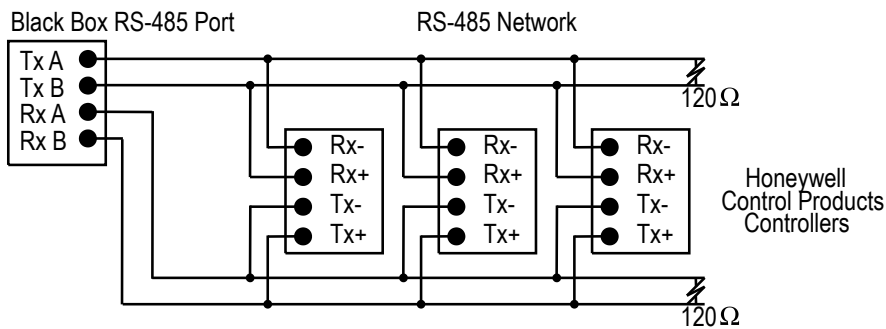 Black Box RS-485 Port
RS-485 Network
Tx A
Tx B
Rx A
Rx B
120 Ω
Rx-
Rx+
Tx-
Tx+
Rx-
Rx+
Tx-
Tx+
Rx-
Rx+
Tx-
Tx+
Honeywell
Control Products
Controllers
120 Ω